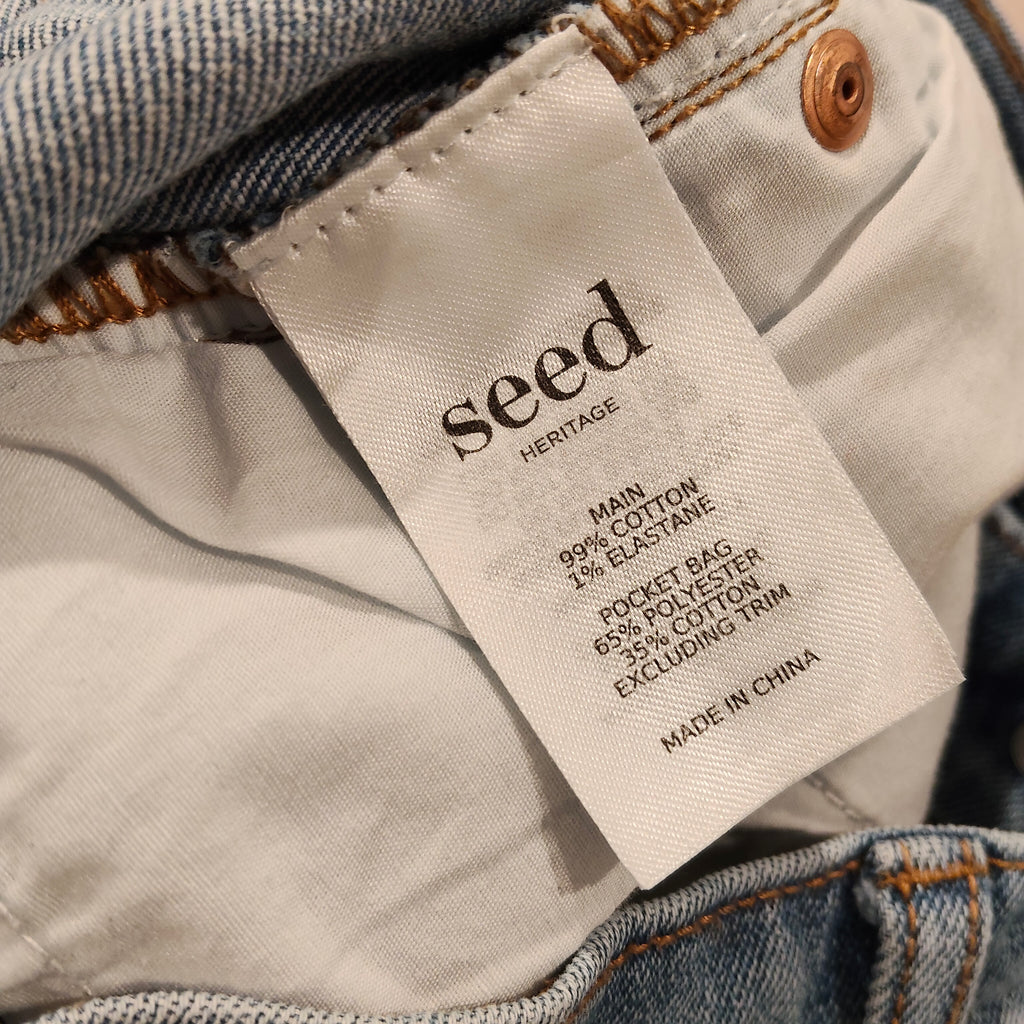 seed
HERITAGE
MAIN
99% COTTON
1% ELASTANE
POCKET BAG
65% POLYESTER
35% COTTON
EXCLUDING TRIM
MADE IN CHINA